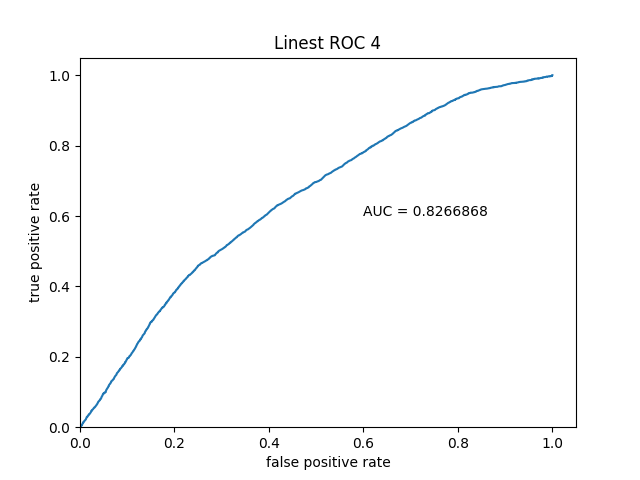 Linest ROC 4
1.0
0.8
0.6
0.4
0.2
0.0
true positive rate
AUC = 0.8266868
0.0 0.2 0.4 0.6 0.8 1.0
false positive rate